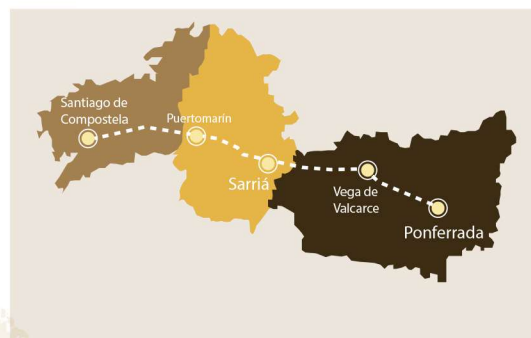 Santiago de
Compostela
Puertomarín
Sarriá
Vega de
Valcarce
Ponferrada